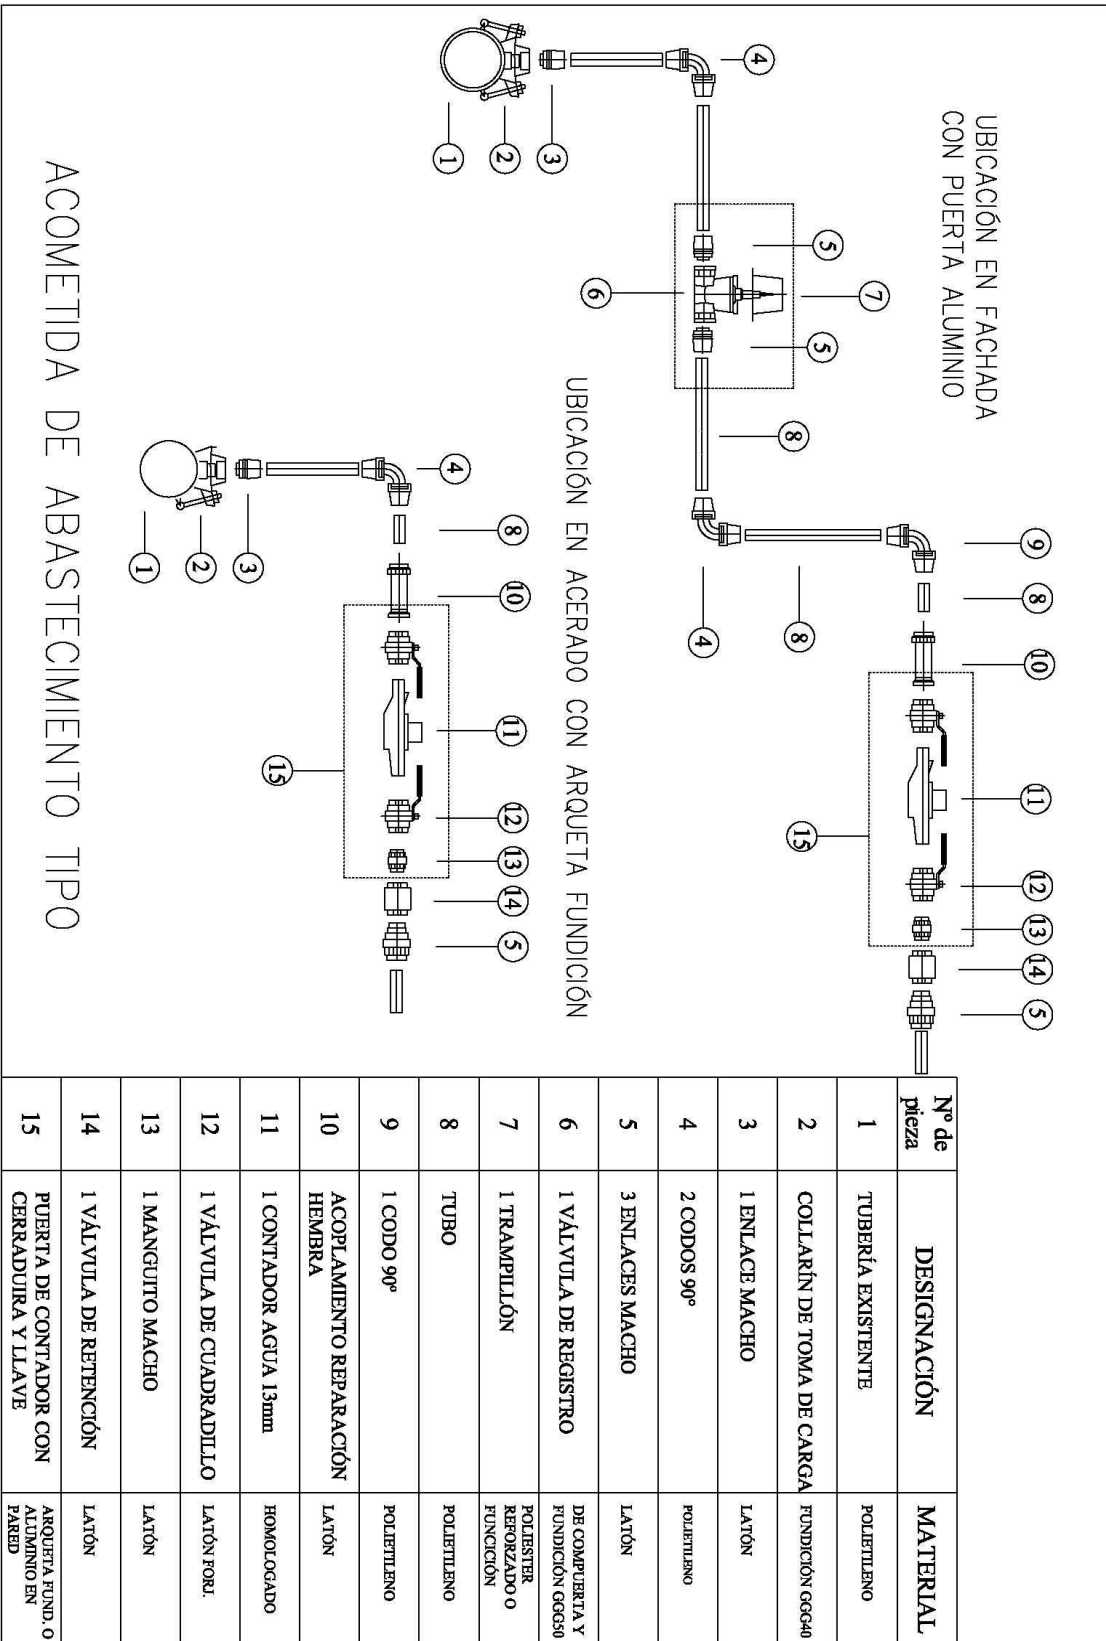 UBICACIÓN EN FACHADA
CON PUERTA ALUMINIO
9
8
10
11
12
13
14
5
15
4
5
7
5
8
6
4
8
3
2
1
UBICACIÓN EN ACERADO CON ARQUETA FUNDICIÓN
4
8
10
11
12
13
14
5
15
3
2
1
ACOMETIDA DE ABASTECIMIENTO TIPO
Nº de pieza DESIGNACIÓN MATERIAL
1 TUBERÍA EXISTENTE POLIETILENO
2 COLLARÍN DE TOMA DE CARGA FUNDICIÓN GGG40
3 1 ENLACE MACHO LATÓN
4 2 CODOS 90º POLIETILENO
5 3 ENLACES MACHO LATÓN
6 1 VÁLVULA DE REGISTRO DE COMPUERTA Y FUNDICIÓN GGG50
7 1 TRAMPILLÓN POLIESTER REFORZADO O FUNCICIÓN
8 TUBO POLIETILENO
9 1 CODO 90º POLIETILENO
10 ACOPLAMIENTO REPARACIÓN HEMBRA LATÓN
11 1 CONTADOR AGUA 13mm HOMOLOGADO
12 1 VÁLVULA DE CUADRADILLO LATÓN FORJ.
13 1 MANGUITO MACHO LATÓN
14 1 VÁLVULA DE RETENCIÓN LATÓN
15 PUERTA DE CONTADOR CON CERRADUIRA Y LLAVE ARQUETA FUND. O ALUMINIO EN PARED